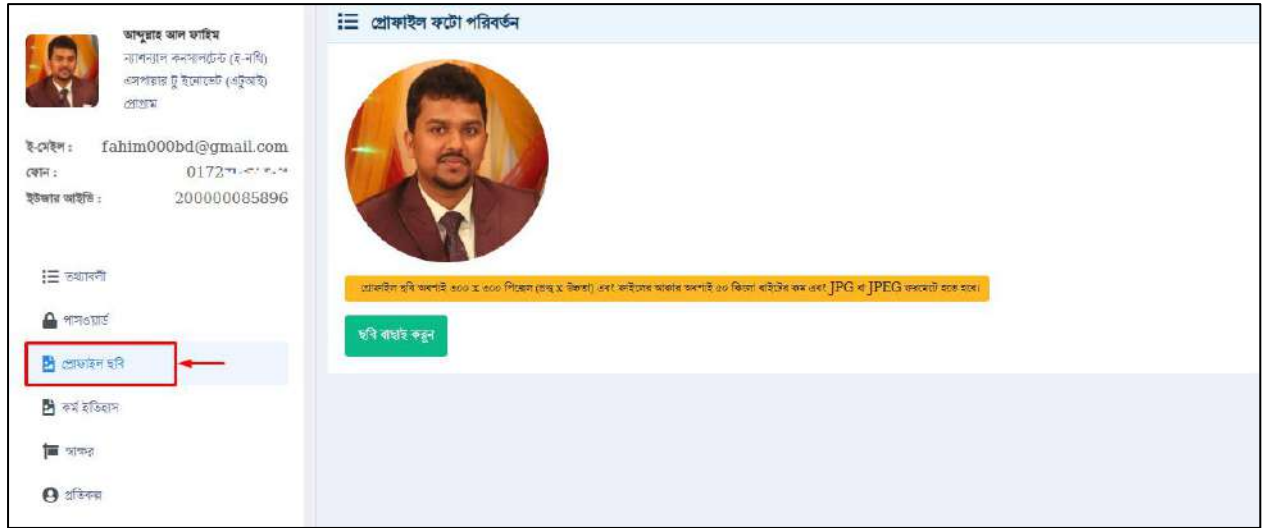 আব্দুল্লাহ আল ফাহিম
ন্যাশন্যাল কনসালটেন্ট (ই-নথি)
এসপায়ার টু ইনোভেট (এটুআই)
প্রোগ্রাম
ই-মেইল : fahim000bd@gmail.com
ফোন : 0172
ইউজার আইডি : 200000085896
তথ্যাবলী
পাসওয়ার্ড
প্রোফাইল ছবি
কর্ম ইতিহাস
স্বাক্ষর
প্রতিকল্প
প্রোফাইল ফটো পরিবর্তন
প্রোফাইল ছবি অবশ্যই ৩০০ x ৩০০ পিক্সেল (প্রস্থ x উচ্চতা) এবং ফাইলের আকার অবশ্যই ৫০ কিলো বাইটের কম এবং JPG বা JPEG ফরমেটে হতে হবে।
ছবি বাছাই করুন